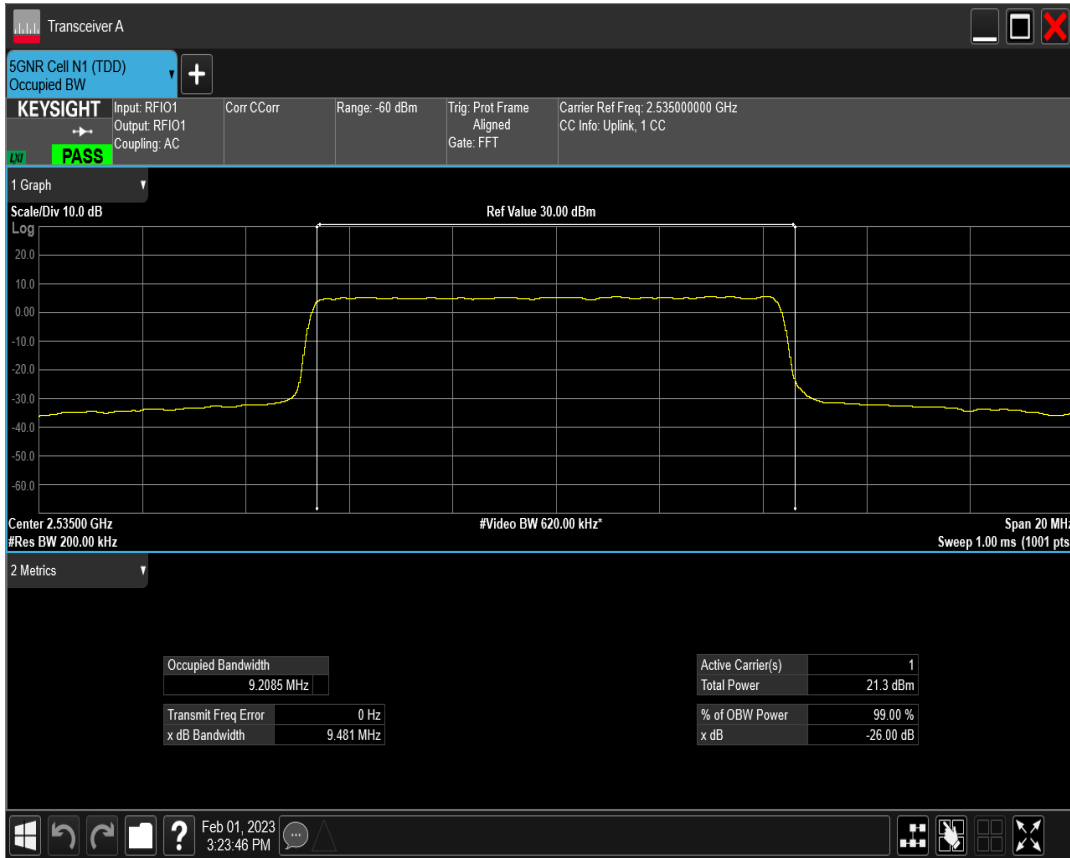 Transceiver A
5GNR Cell N1 (TDD)
Occupied BW
+
KEYSIGHT
LXI
PASS
Input: RFIO1
Output: RFIO1
Coupling: AC
Corr CCorr
Range: -60 dBm
Trig: Prot Frame
Aligned
Gate: FFT
Carrier Ref Freq: 2.535000000 GHz
CC Info: Uplink, 1 CC
1 Graph
Scale/Div 10.0 dB
Ref Value 30.00 dBm
Log
20.0
10.0
0.00
-10.0
-20.0
-30.0
-40.0
-50.0
-60.0
Center 2.53500 GHz
#Video BW 620.00 kHz*
Span 20 MHz
#Res BW 200.00 kHz
Sweep 1.00 ms (1001 pts
2 Metrics
Occupied Bandwidth
9.2085 MHz
Transmit Freq Error 0 Hz
x dB Bandwidth 9.481 MHz
Active Carrier(s) 1
Total Power 21.3 dBm
% of OBW Power 99.00 %
x dB -26.00 dB
?
Feb 01, 2023
3:23:46 PM